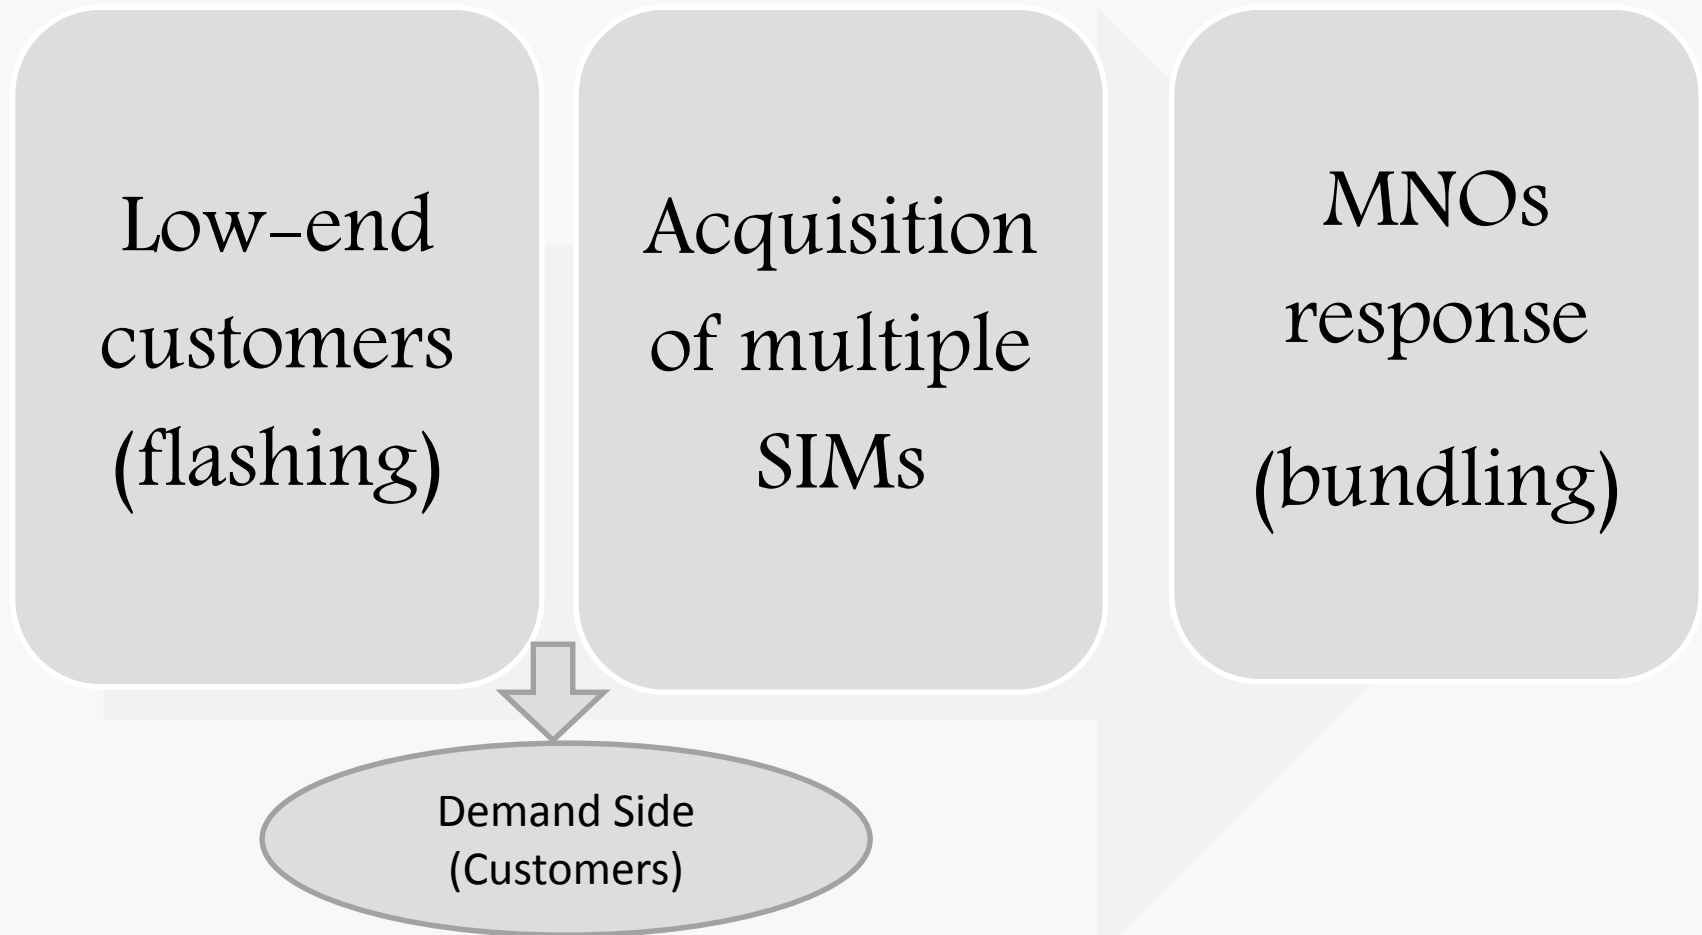 Low-end
customers
(flashing)
Acquisition
of multiple
SIMs
MNOs
response
(bundling)
Demand Side
(Customers)